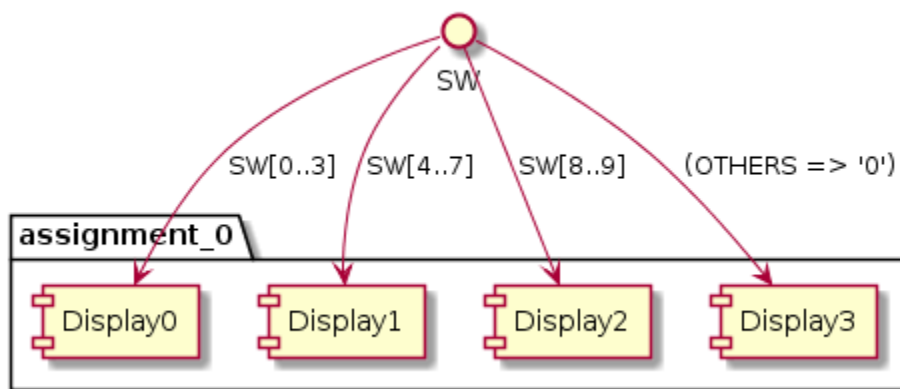 SW
SW[0..3]
SW[4..7]
SW[8..9]
(OTHERS => '0')
assignment_0
Display0
Display1
Display2
Display3